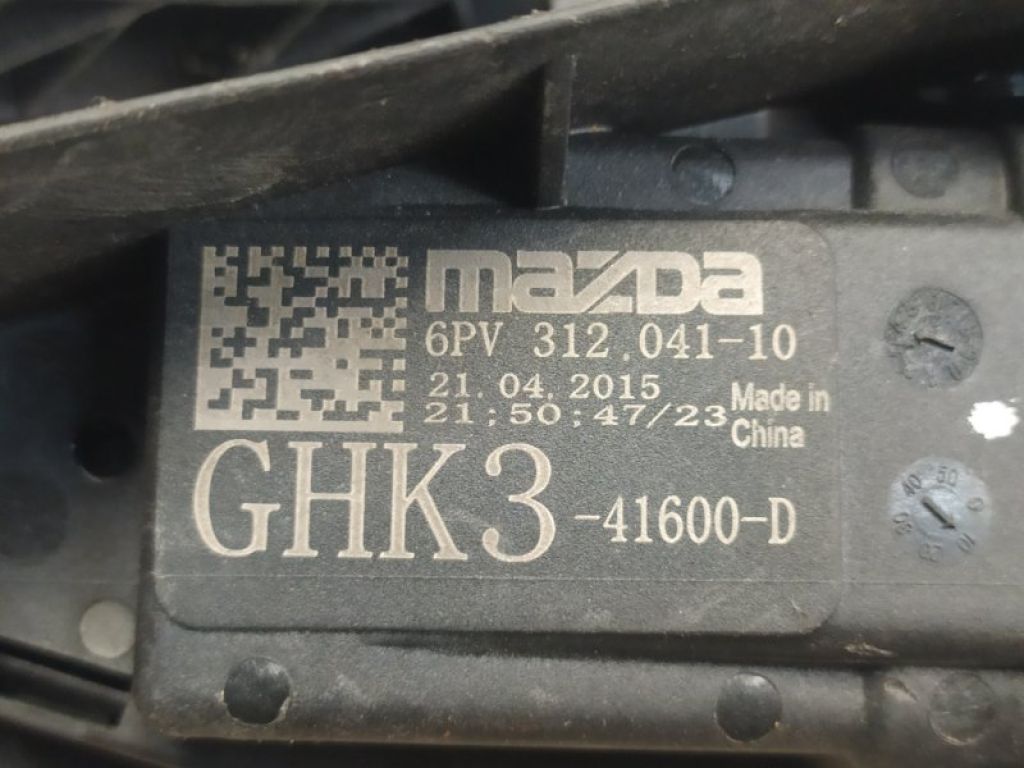 mazda
6PV 312.041-10
21.04.2015
21:50:47/23
Made in
China
GHK3-41600-D